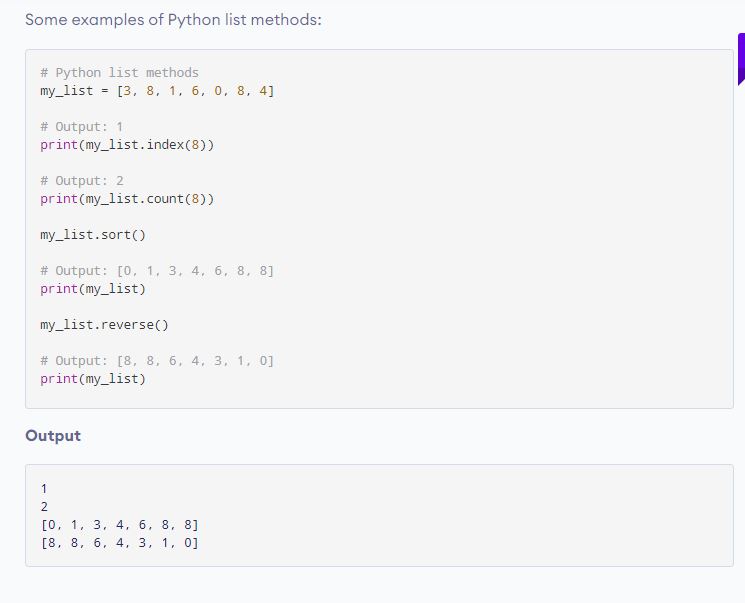 Some examples of Python list methods:
# Python list methods
my_list = [3, 8, 1, 6, 0, 8, 4]
# Output: 1
print(my_list.index(8))
# Output: 2
print(my_list.count(8))
my_list.sort()
# Output: [0, 1, 3, 4, 6, 8, 8]
print(my_list)
my_list.reverse()
# Output: [8, 8, 6, 4, 3, 1, 0]
print(my_list)
Output
1
2
[0, 1, 3, 4, 6, 8, 8]
[8, 8, 6, 4, 3, 1, 0]